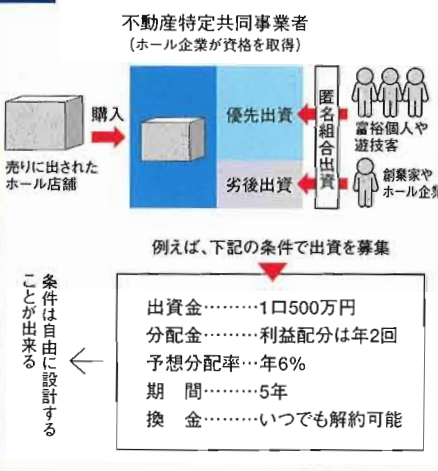 不動産特定共同事業者
(ホール企業が資格を取得)
購入
売りに出された
ホール店舗
優先出資
劣後出資
匿名組合出資
富裕個人や
遊技客
創業家や
ホール企業
例えば、下記の条件で出資を募集
出資金………1口500万円
分配金………利益配分は年2回
予想分配率…年6%
期　間………5年
換　金………いつでも解約可能
条件は自由に設計する
ことが出来る